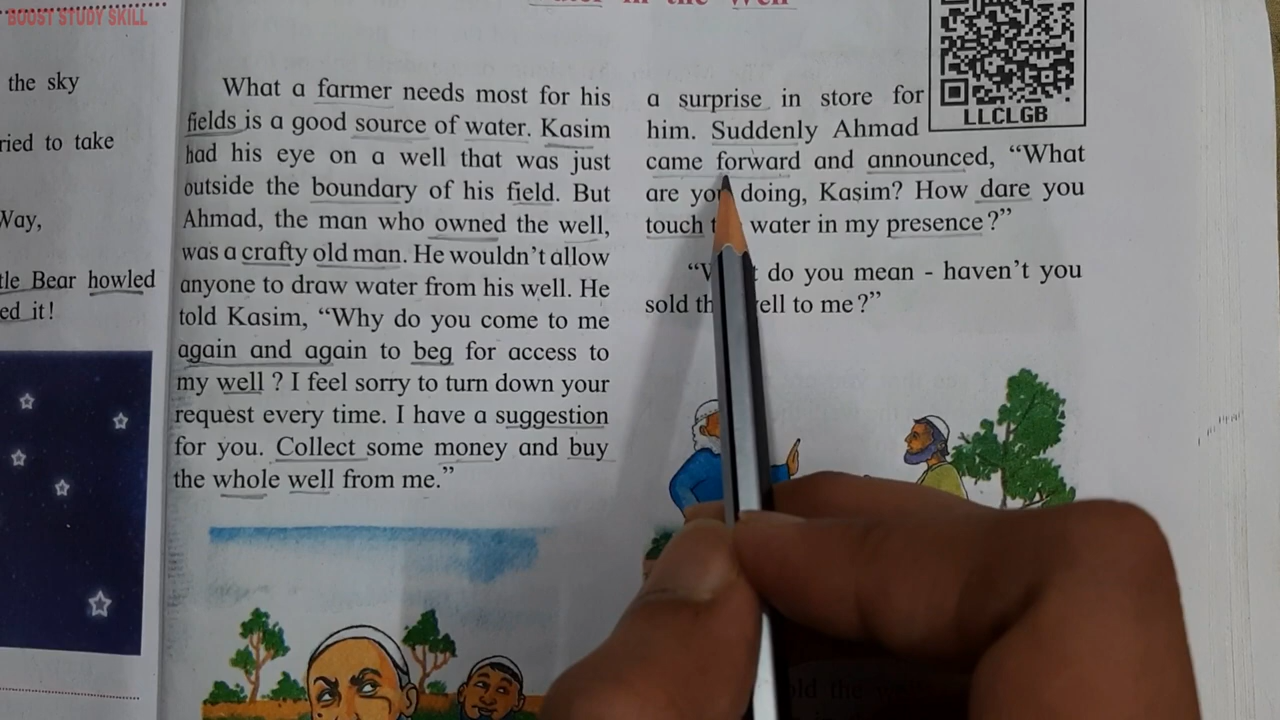 BOOST STUDY SKILL
in the Well
the sky
ried to take
Way,
tle Bear howled
ed it!
What a farmer needs most for his
fields is a good source of water. Kasim
had his eye on a well that was just
outside the boundary of his field. But
Ahmad, the man who owned the well,
was a crafty old man. He wouldn't allow
anyone to draw water from his well. He
told Kasim, “Why do you come to me
again and again to beg for access to
my well ? I feel sorry to turn down your
request every time. I have a suggestion
for you. Collect some money and buy
the whole well from me.”
a surprise in store for
him. Suddenly Ahmad
came forward and announced, “What
are you doing, Kasim? How dare you
touch water in my presence?”
do you mean - haven't you
sold well to me?”
LLCLGB